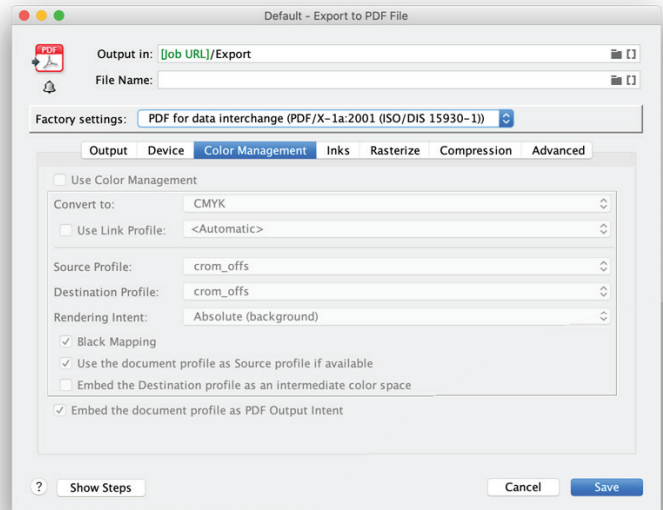 Default - Export to PDF File
PDF
Output in: [Job URL]/Export
File Name:
Factory settings: PDF for data interchange (PDF/X-1a:2001 (ISO/DIS 15930-1))
Output Device Color Management Inks Rasterize Compression Advanced
Use Color Management
Convert to: CMYK
Use Link Profile: <Automatic>
Source Profile: crom_offs
Destination Profile: crom_offs
Rendering Intent: Absolute (background)
Black Mapping
Use the document profile as Source profile if available
Embed the Destination profile as an intermediate color space
Embed the document profile as PDF Output Intent
? Show Steps Cancel Save